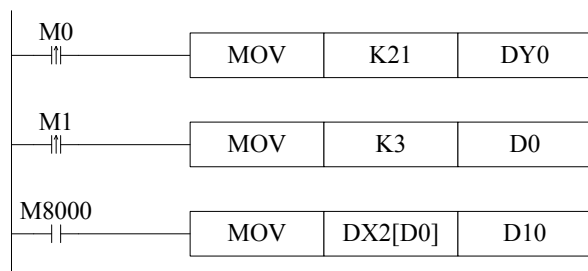 M0
MOV K21 DY0
M1
MOV K3 D0
M8000
MOV DX2[D0] D10